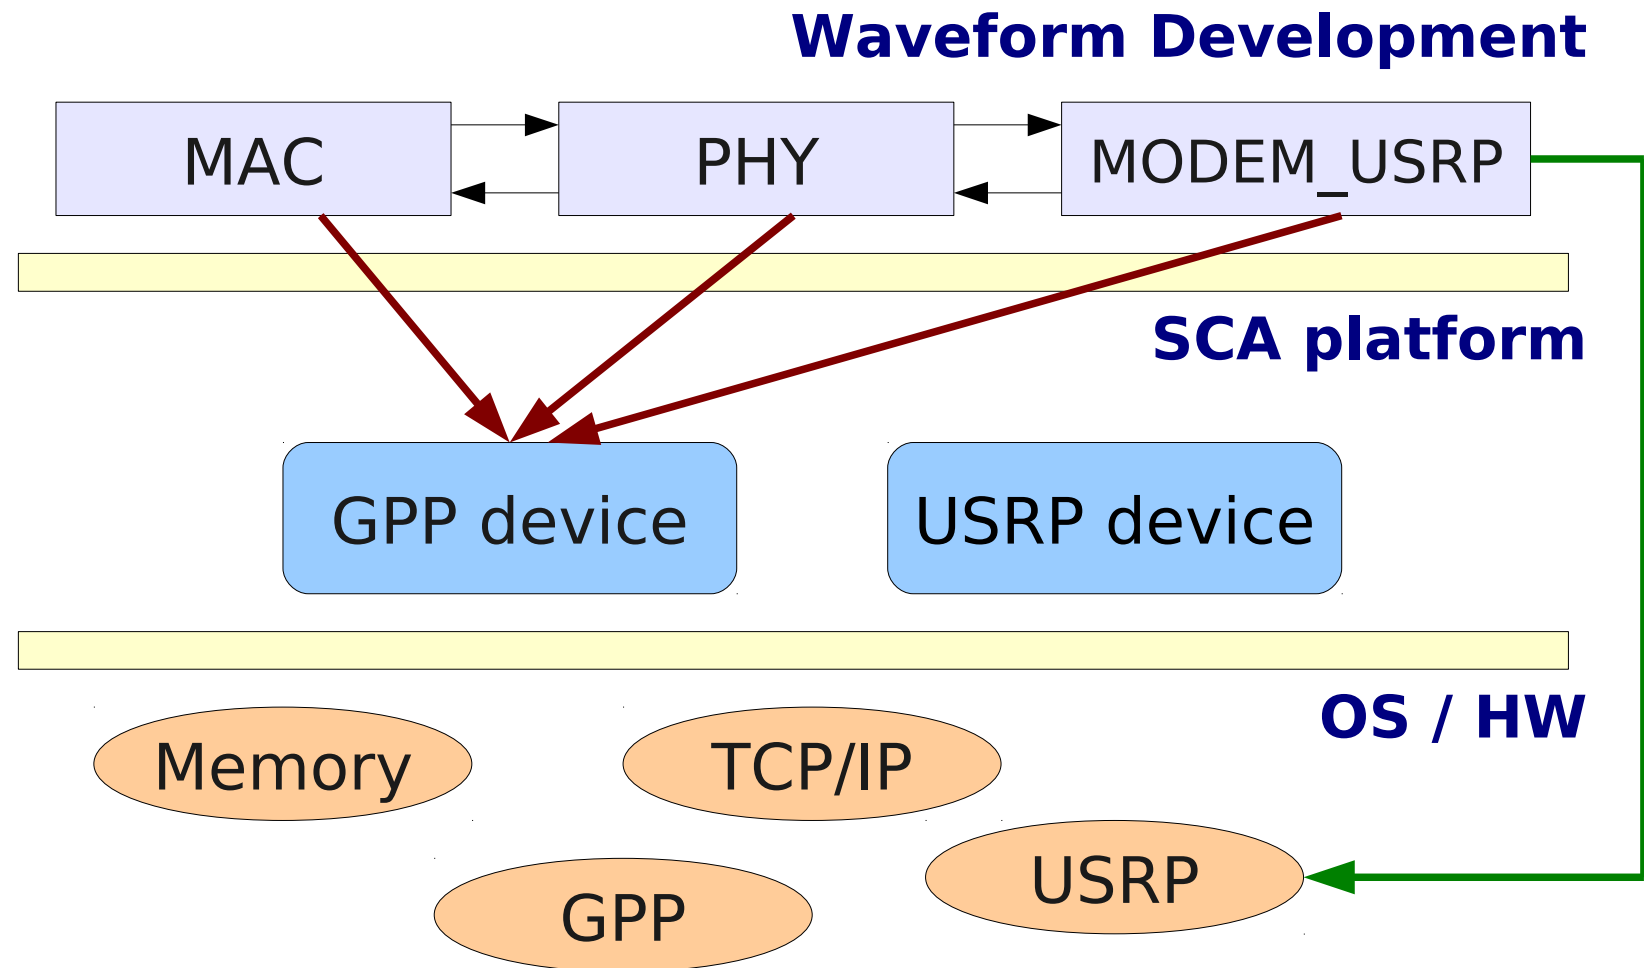 Waveform Development
MAC
PHY
MODEM_USRP
SCA platform
GPP device
USRP device
OS / HW
Memory
TCP/IP
USRP
GPP